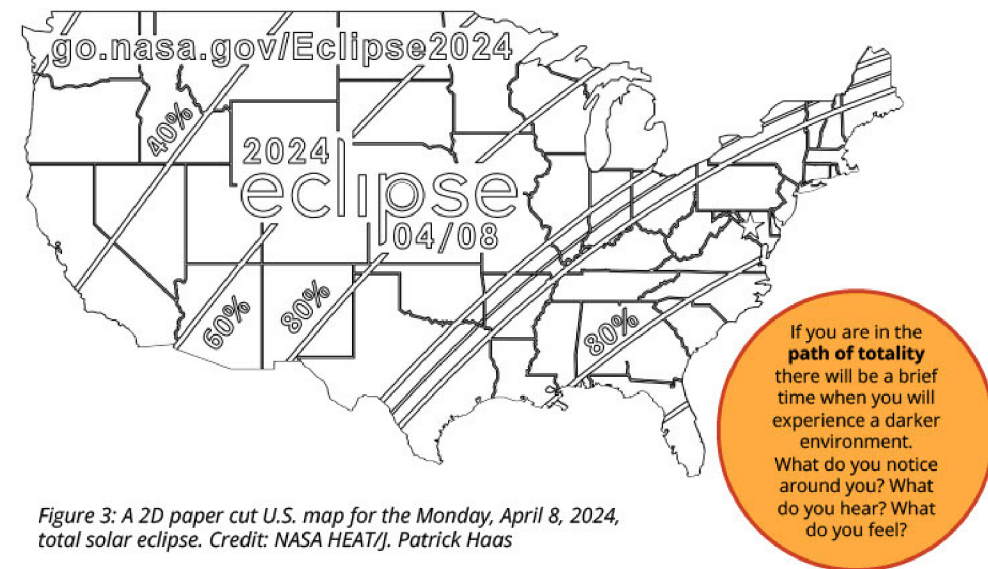 go.nasa.gov/Eclipse2024
40%
2024
eclipse
04/08
60%
80%
80%
If you are in the
path of totality
there will be a brief
time when you will
experience a darker
environment.
What do you notice
around you? What
do you hear? What
do you feel?
Figure 3: A 2D paper cut U.S. map for the Monday, April 8, 2024,
total solar eclipse. Credit: NASA HEAT/J. Patrick Haas